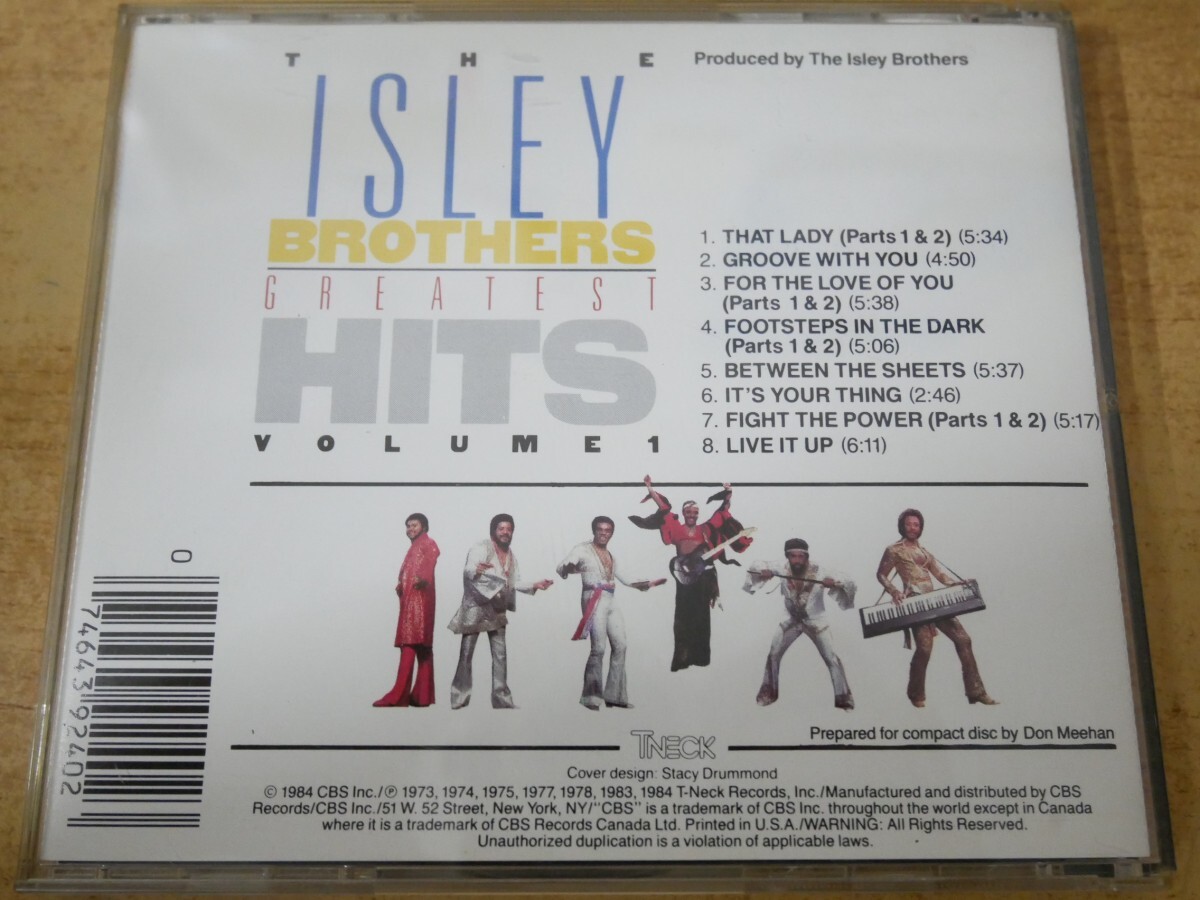 THE
ISLEY
BROTHERS
GREATEST
HITS
VOLUME 1
Produced by The Isley Brothers
1. THAT LADY (Parts 1 & 2) (5:34)
2. GROOVE WITH YOU (4:50)
3. FOR THE LOVE OF YOU
(Parts 1 & 2) (5:38)
4. FOOTSTEPS IN THE DARK
(Parts 1 & 2) (5:06)
5. BETWEEN THE SHEETS (5:37)
6. IT'S YOUR THING (2:46)
7. FIGHT THE POWER (Parts 1 & 2) (5:17)
8. LIVE IT UP (6:11)
0
74643 92402
Prepared for compact disc by Don Meehan
TNECK
Cover design: Stacy Drummond
© 1984 CBS Inc./℗ 1973, 1974, 1975, 1977, 1978, 1983, 1984 T-Neck Records, Inc./Manufactured and distributed by CBS
Records/CBS Inc./51 W. 52 Street, New York, NY/"CBS" is a trademark of CBS Inc. throughout the world except in Canada
where it is a trademark of CBS Records Canada Ltd. Printed in U.S.A./WARNING: All Rights Reserved.
Unauthorized duplication is a violation of applicable laws.